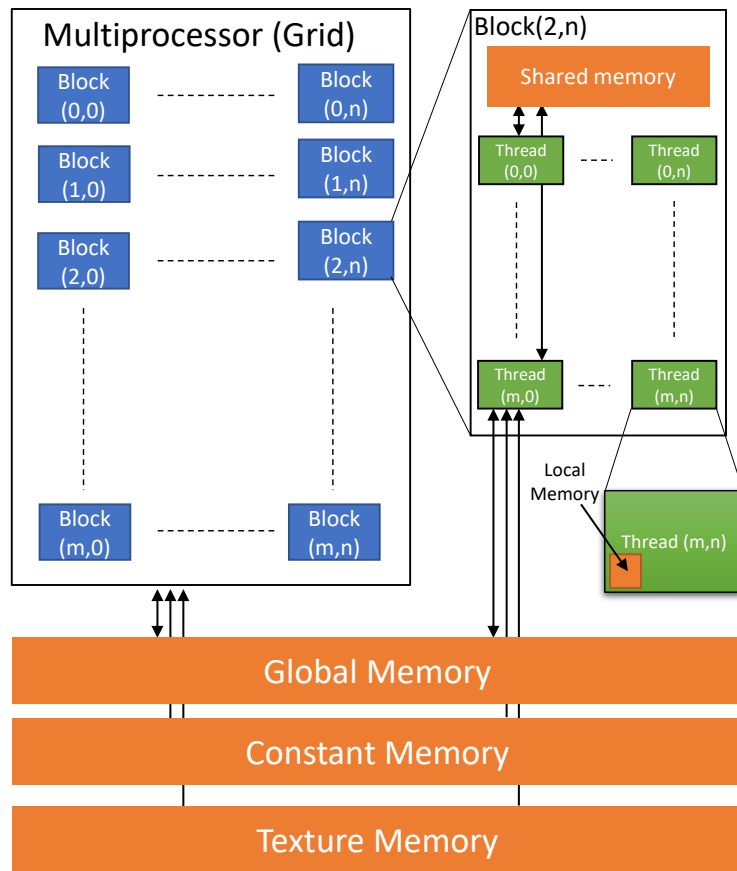 Multiprocessor (Grid)
Block
(0,0)
Block
(0,n)
Block
(1,0)
Block
(1,n)
Block
(2,0)
Block
(2,n)
Block
(m,0)
Block
(m,n)
Block(2,n)
Shared memory
Thread
(0,0)
Thread
(0,n)
Thread
(m,0)
Thread
(m,n)
Local
Memory
Thread (m,n)
Global Memory
Constant Memory
Texture Memory